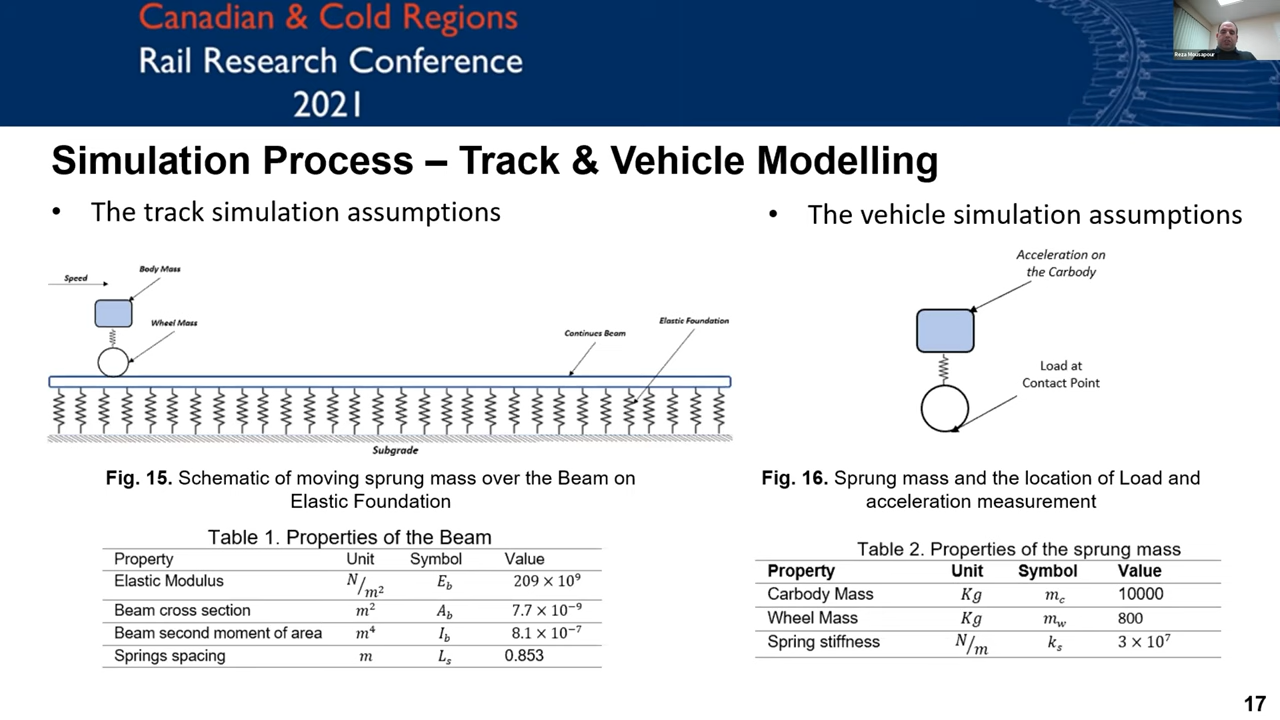 Canadian & Cold Regions
Rail Research Conference
2021
Reza Mousapour
Simulation Process – Track & Vehicle Modelling
• The track simulation assumptions
Speed
Body Mass
Wheel Mass
Continues Beam
Elastic Foundation
Subgrade
Fig. 15. Schematic of moving sprung mass over the Beam on
Elastic Foundation
Table 1. Properties of the Beam
Property Unit Symbol Value
Elastic Modulus N/m² E_b 209 × 10⁹
Beam cross section m² A_b 7.7 × 10⁻⁹
Beam second moment of area m⁴ I_b 8.1 × 10⁻⁷
Springs spacing m L_s 0.853
• The vehicle simulation assumptions
Acceleration on
the Carbody
Load at
Contact Point
Fig. 16. Sprung mass and the location of Load and
acceleration measurement
Table 2. Properties of the sprung mass
Property Unit Symbol Value
Carbody Mass Kg m_c 10000
Wheel Mass Kg m_w 800
Spring stiffness N/m k_s 3 × 10⁷
17